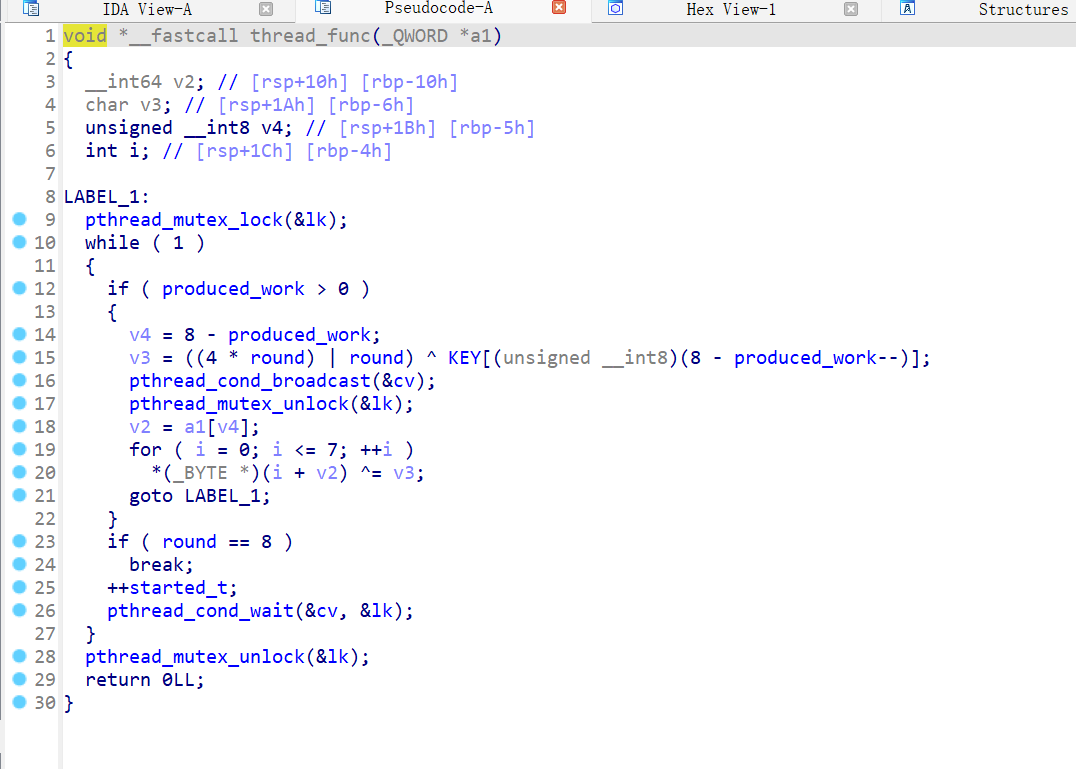 IDA View-A Pseudocode-A Hex View-1 Structures
1 void *__fastcall thread_func(_QWORD *a1)
2 {
3   __int64 v2; // [rsp+10h] [rbp-10h]
4   char v3; // [rsp+1Ah] [rbp-6h]
5   unsigned __int8 v4; // [rsp+1Bh] [rbp-5h]
6   int i; // [rsp+1Ch] [rbp-4h]
7
8 LABEL_1:
9   pthread_mutex_lock(&lk);
10   while ( 1 )
11   {
12     if ( produced_work > 0 )
13     {
14       v4 = 8 - produced_work;
15       v3 = ((4 * round) | round) ^ KEY[(unsigned __int8)(8 - produced_work--)];
16       pthread_cond_broadcast(&cv);
17       pthread_mutex_unlock(&lk);
18       v2 = a1[v4];
19       for ( i = 0; i <= 7; ++i )
20         *(_BYTE *)(i + v2) ^= v3;
21       goto LABEL_1;
22     }
23     if ( round == 8 )
24       break;
25     ++started_t;
26     pthread_cond_wait(&cv, &lk);
27   }
28   pthread_mutex_unlock(&lk);
29   return 0LL;
30 }